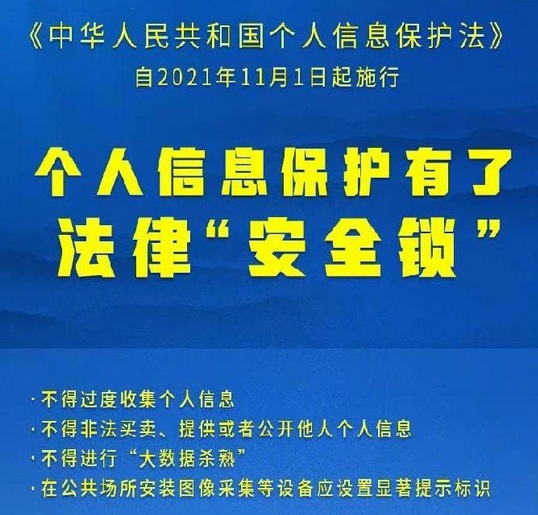 《中华人民共和国个人信息保护法》
自2021年11月1日起施行
个人信息保护有了
法律“安全锁”
·不得过度收集个人信息
·不得非法买卖、提供或者公开他人个人信息
·不得进行“大数据杀熟”
·在公共场所安装图像采集等设备应设置显著提示标识